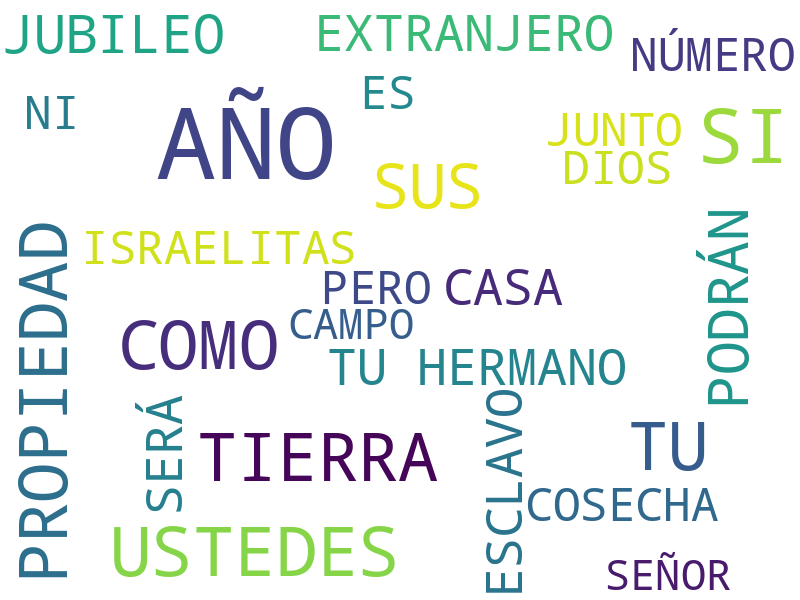 JUBILEO
EXTRANJERO
NÚMERO
ES
NI
AÑO
SI
JUNTO
DIOS
SUS
ISRAELITAS
PODRÁN
PROPIEDAD
PERO
CASA
CAMPO
COMO
TU HERMANO
SERÁ
ESCLAVO
TIERRA
TU
COSECHA
USTEDES
SEÑOR